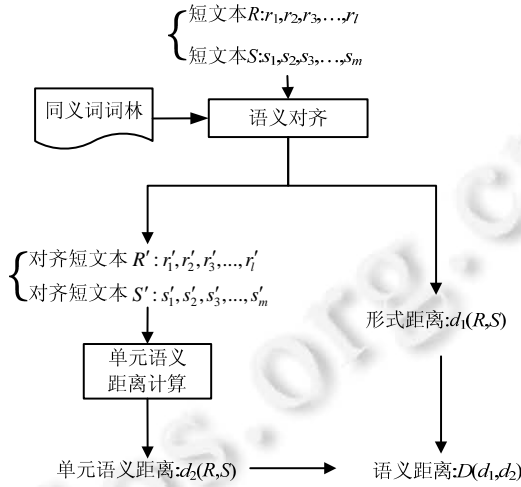 短文本R:r1,r2,r3,…,rl
短文本S:s1,s2,s3,…,sm
同义词词林
语义对齐
对齐短文本 R′: r′1,r′2,r′3,...,r′l
对齐短文本 S′: s′1,s′2,s′3,...,s′m
形式距离:d1(R,S)
单元语义
距离计算
单元语义距离:d2(R,S)
语义距离:D(d1,d2)